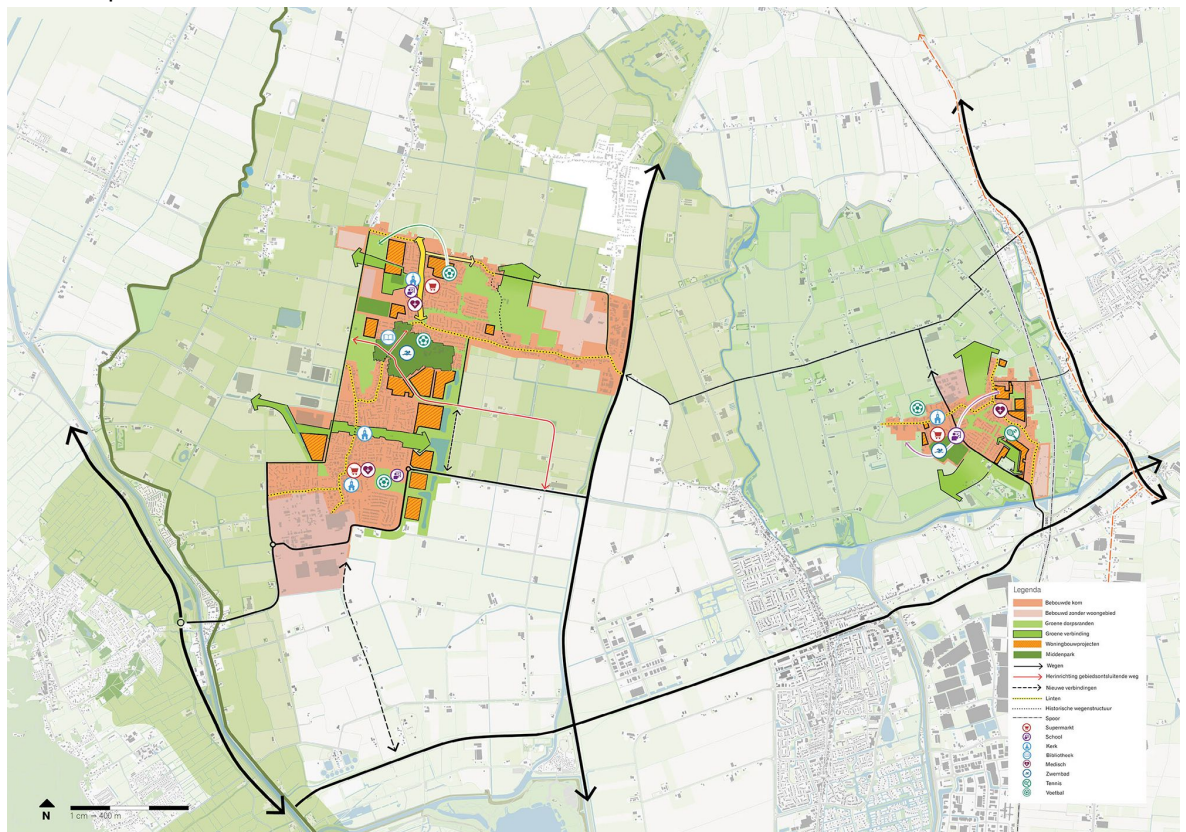 Legenda
Bebouwde kom
Bebouwd zonder woongebied
Groene dorpsranden
Groene verbinding
Woningbouwprojecten
Middenpark
Wegen
Herinrichting gebiedsontsluitende weg
Nieuwe verbindingen
Linten
Historische wegenstructuur
Spoor
Supermarkt
School
Kerk
Bibliotheek
Medisch
Zwembad
Tennis
Voetbal
N
1 cm → 400 m